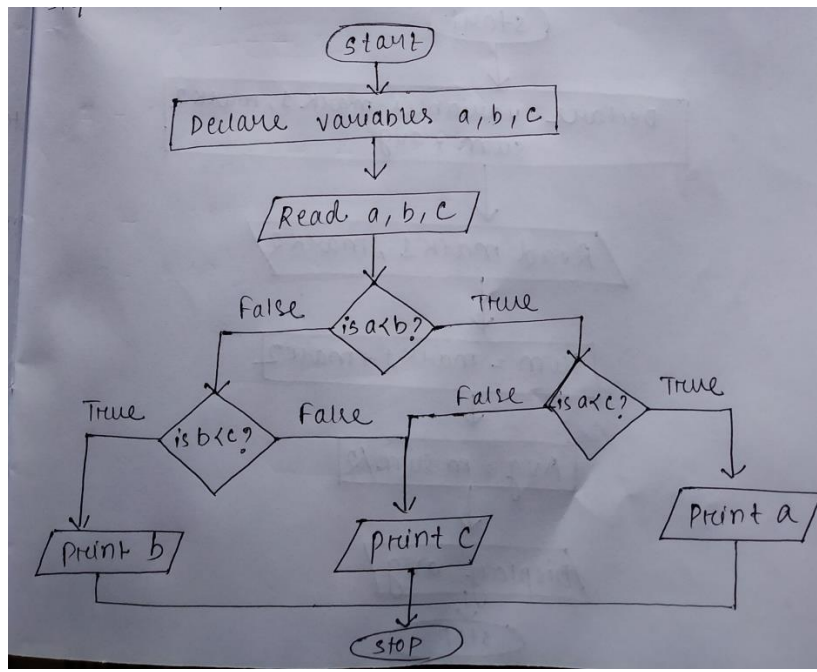 Start
Declare variables a, b, c
Read a, b, c
False
is a<b?
True
True
is b<c?
False
False
is a<c?
True
Print b
Print c
Print a
Stop